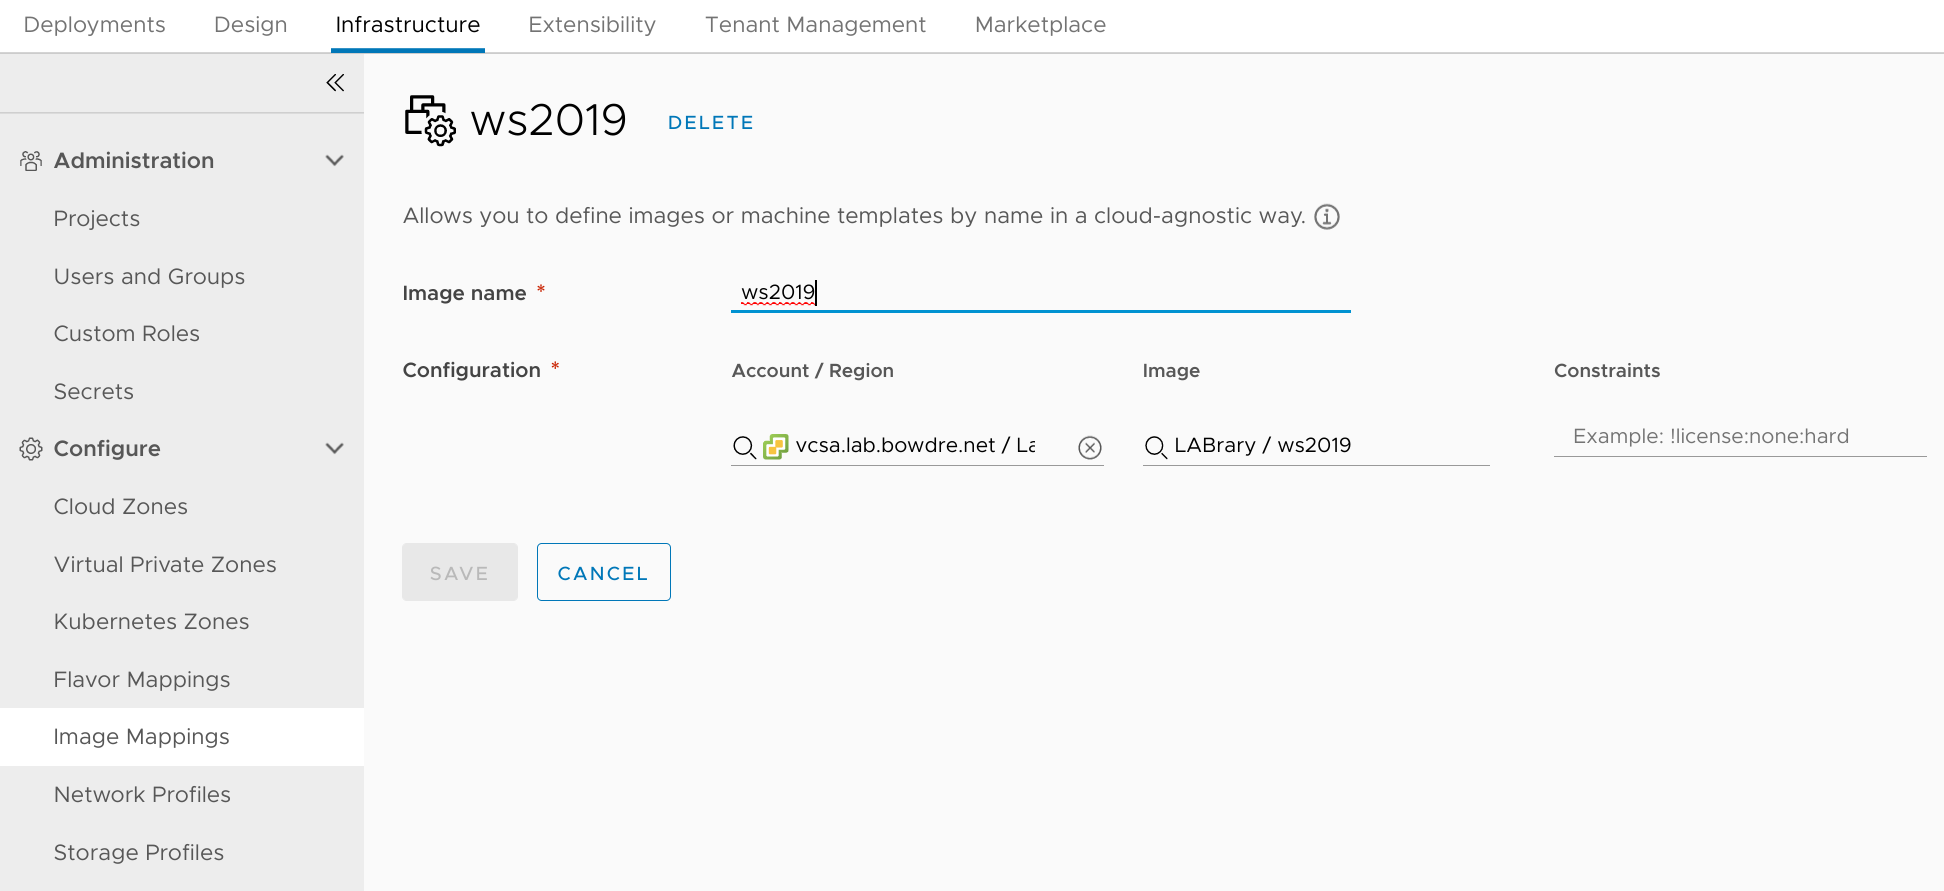 Deployments Design Infrastructure Extensibility Tenant Management Marketplace
ws2019 DELETE
Administration
Projects
Users and Groups
Custom Roles
Secrets
Configure
Cloud Zones
Virtual Private Zones
Kubernetes Zones
Flavor Mappings
Image Mappings
Network Profiles
Storage Profiles
Allows you to define images or machine templates by name in a cloud-agnostic way.
Image name * ws2019
Configuration * Account / Region Image Constraints
vcsa.lab.bowdre.net / La LABrary / ws2019 Example: !license:none:hard
SAVE CANCEL